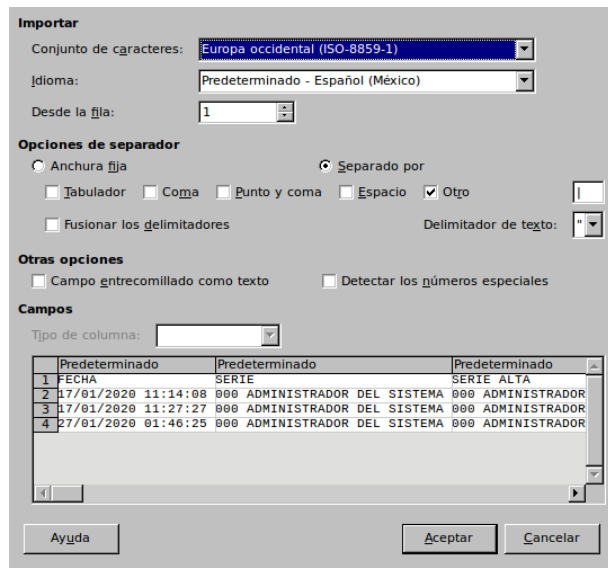 Importar
Conjunto de caracteres: Europa occidental (ISO-8859-1)
Idioma: Predeterminado - Español (México)
Desde la fila: 1
Opciones de separador
Anchura fija Separado por
Tabulador Coma Punto y coma Espacio Otro |
Fusionar los delimitadores Delimitador de texto: "
Otras opciones
Campo entrecomillado como texto Detectar los números especiales
Campos
Tipo de columna:
Predeterminado Predeterminado Predeterminado
1 FECHA SERIE SERIE ALTA
2 17/01/2020 11:14:08 000 ADMINISTRADOR DEL SISTEMA 000 ADMINISTRADOR
3 17/01/2020 11:27:27 000 ADMINISTRADOR DEL SISTEMA 000 ADMINISTRADOR
4 27/01/2020 01:46:25 000 ADMINISTRADOR DEL SISTEMA 000 ADMINISTRADOR
Ayuda Aceptar Cancelar